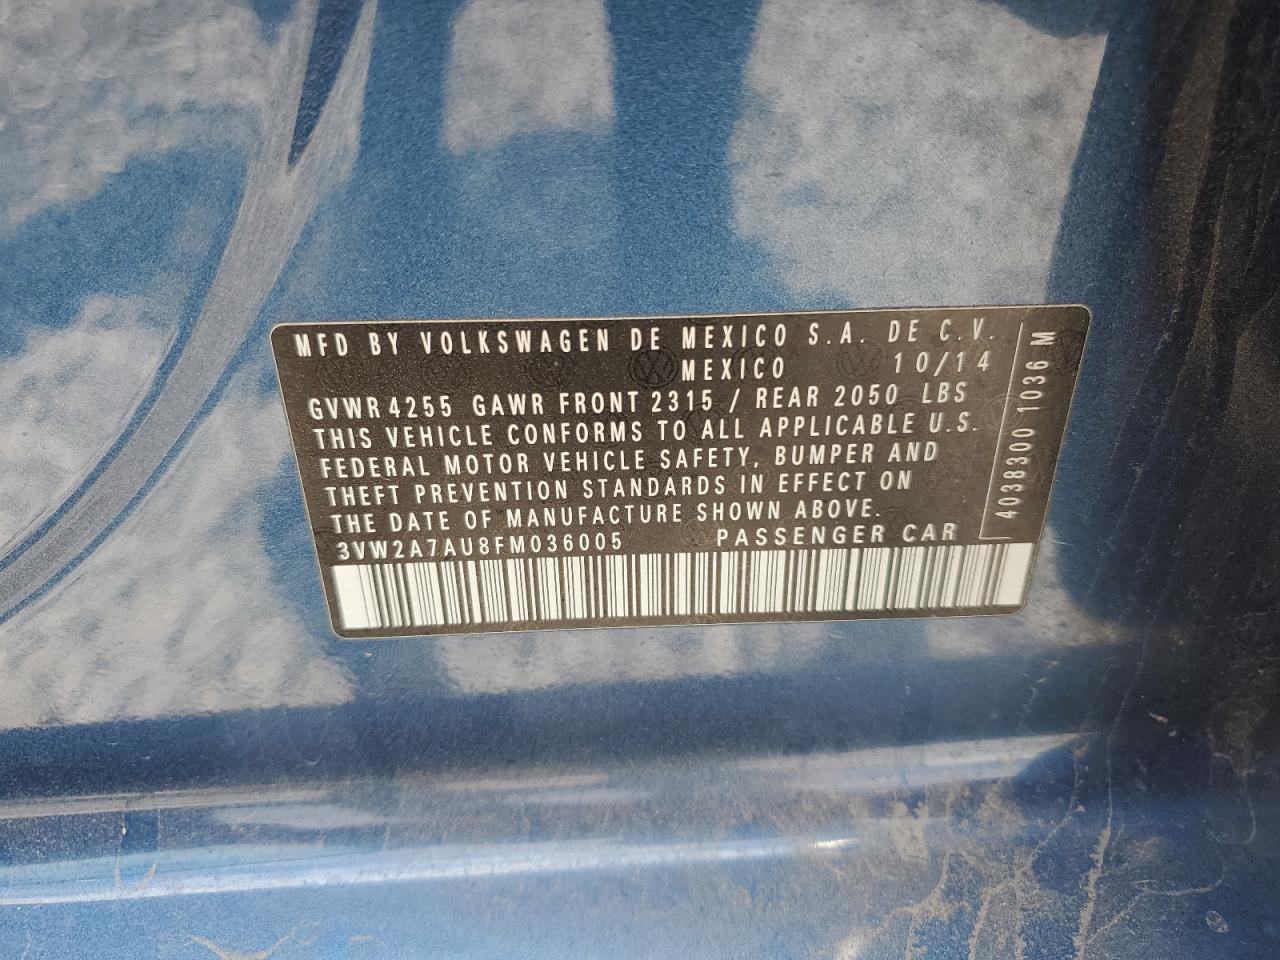 MFD BY VOLKSWAGEN DE MEXICO S.A. DE C.V.
MEXICO 10/14
GVWR 4255 GAWR FRONT 2315 / REAR 2050 LBS
THIS VEHICLE CONFORMS TO ALL APPLICABLE U.S.
FEDERAL MOTOR VEHICLE SAFETY, BUMPER AND
THEFT PREVENTION STANDARDS IN EFFECT ON
THE DATE OF MANUFACTURE SHOWN ABOVE.
3VW2A7AU8FM036005 PASSENGER CAR
4038300 1036 M